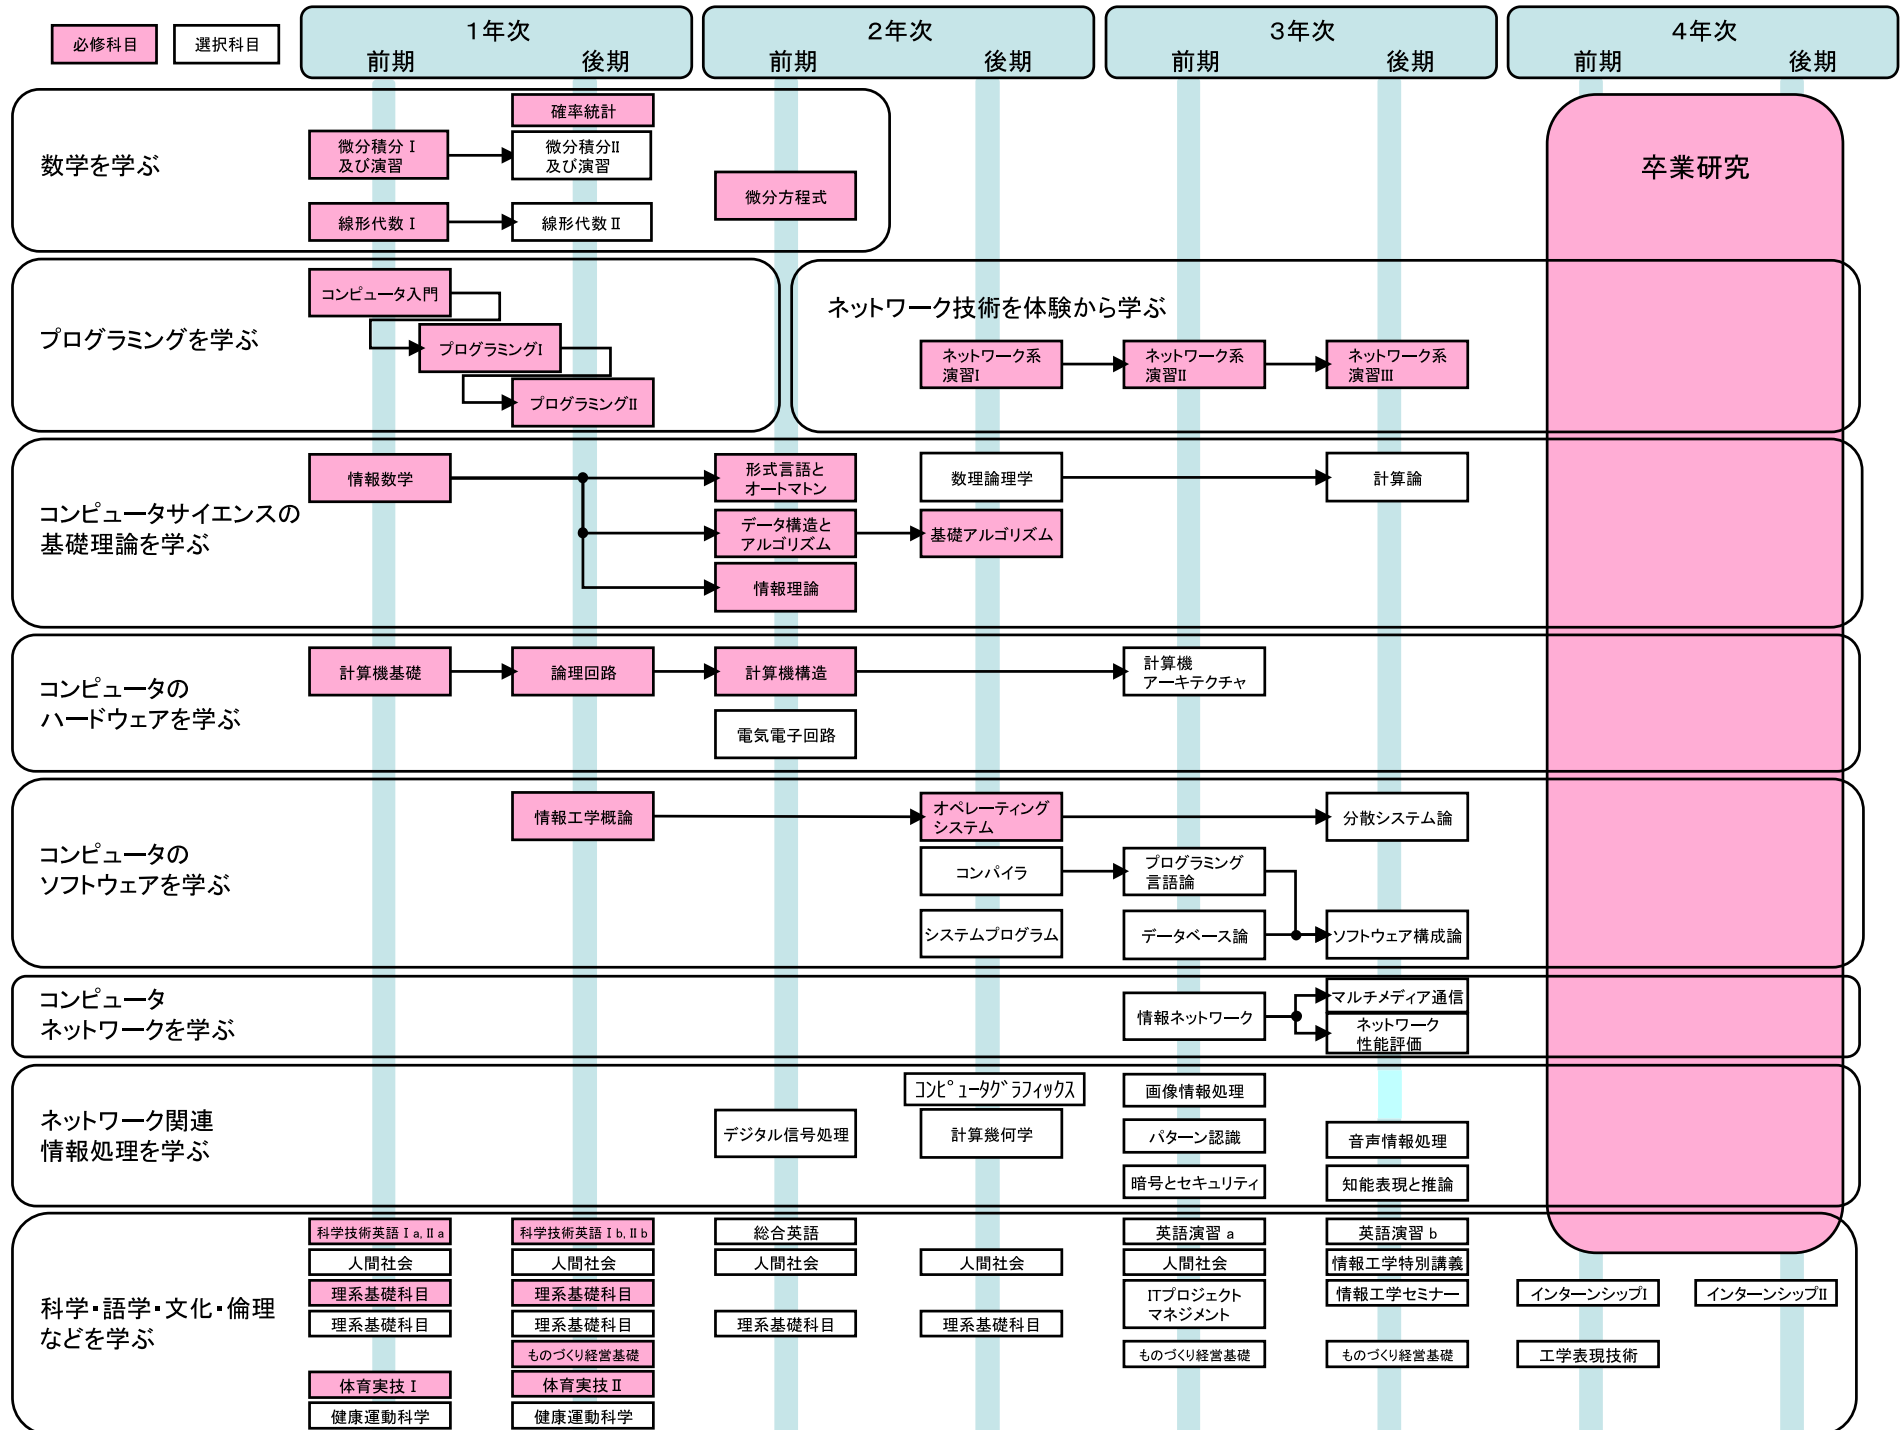 必修科目
選択科目
1年次
前期 後期
2年次
前期 後期
3年次
前期 後期
4年次
前期 後期
卒業研究
数学を学ぶ
確率統計
微分積分Ⅰ
及び演習
微分積分Ⅱ
及び演習
微分方程式
線形代数Ⅰ
線形代数Ⅱ
プログラミングを学ぶ
コンピュータ入門
プログラミングⅠ
プログラミングⅡ
ネットワーク技術を体験から学ぶ
ネットワーク系
演習Ⅰ
ネットワーク系
演習Ⅱ
ネットワーク系
演習Ⅲ
コンピュータサイエンスの
基礎理論を学ぶ
情報数学
形式言語と
オートマトン
数理論理学
計算論
データ構造と
アルゴリズム
基礎アルゴリズム
情報理論
コンピュータの
ハードウェアを学ぶ
計算機基礎
論理回路
計算機構造
計算機
アーキテクチャ
電気電子回路
コンピュータの
ソフトウェアを学ぶ
情報工学概論
オペレーティング
システム
分散システム論
コンパイラ
プログラミング
言語論
システムプログラム
データベース論
ソフトウェア構成論
コンピュータ
ネットワークを学ぶ
情報ネットワーク
マルチメディア通信
ネットワーク
性能評価
ネットワーク関連
情報処理を学ぶ
コンピュータグラフィックス
画像情報処理
デジタル信号処理
計算幾何学
パターン認識
音声情報処理
暗号とセキュリティ
知能表現と推論
科学・語学・文化・倫理
などを学ぶ
科学技術英語Ⅰa,Ⅱa
科学技術英語Ⅰb,Ⅱb
総合英語
英語演習 a
英語演習 b
人間社会
人間社会
人間社会
人間社会
人間社会
情報工学特別講義
理系基礎科目
理系基礎科目
ITプロジェクト
マネジメント
情報工学セミナー
インターンシップⅠ
インターンシップⅡ
理系基礎科目
理系基礎科目
理系基礎科目
理系基礎科目
ものづくり経営基礎
ものづくり経営基礎
ものづくり経営基礎
工学表現技術
体育実技Ⅰ
体育実技Ⅱ
健康運動科学
健康運動科学